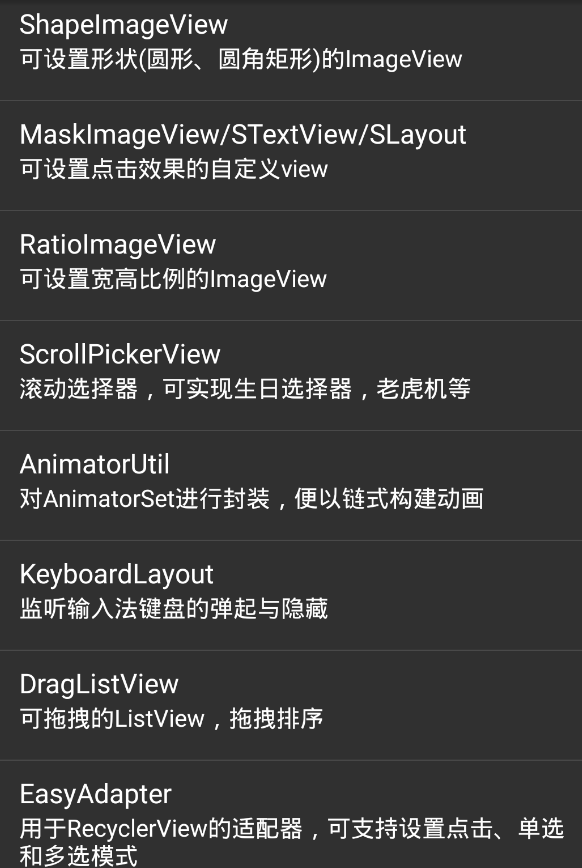 ShapeImageView
可设置形状(圆形、圆角矩形)的ImageView
MaskImageView/STextView/SLayout
可设置点击效果的自定义view
RatioImageView
可设置宽高比例的ImageView
ScrollPickerView
滚动选择器，可实现生日选择器，老虎机等
AnimatorUtil
对AnimatorSet进行封装，便以链式构建动画
KeyboardLayout
监听输入法键盘的弹起与隐藏
DragListView
可拖拽的ListView，拖拽排序
EasyAdapter
用于RecyclerView的适配器，可支持设置点击、单选
和多选模式